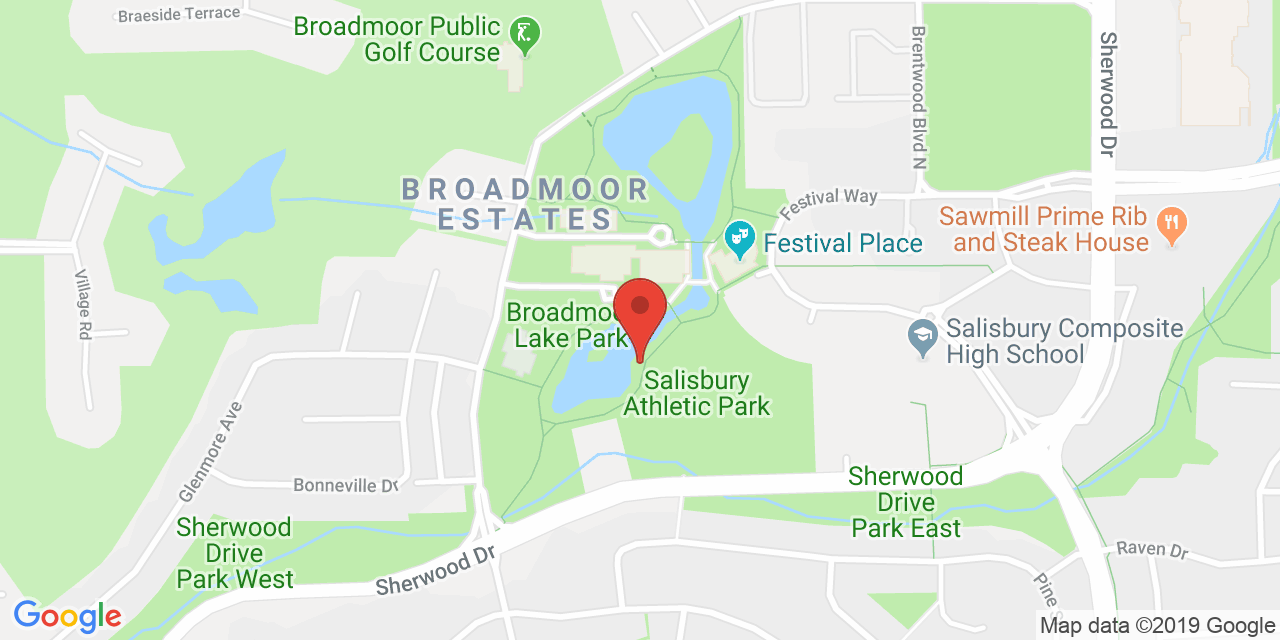 Braeside Terrace
Broadmoor Public
Golf Course
Sherwood Dr
Brentwood Blvd N
BROADMOOR
ESTATES
Festival Way
Sawmill Prime Rib
and Steak House
Festival Place
Village Rd
Broadmoo
Lake Park
Salisbury Composite
High School
Salisbury
Athletic Park
Glenmore Ave
Bonneville Dr
Sherwood
Drive
Park East
Sherwood
Drive
Park West
Sherwood Dr
Raven Dr
Pine S
Google
Map data ©2019 Google